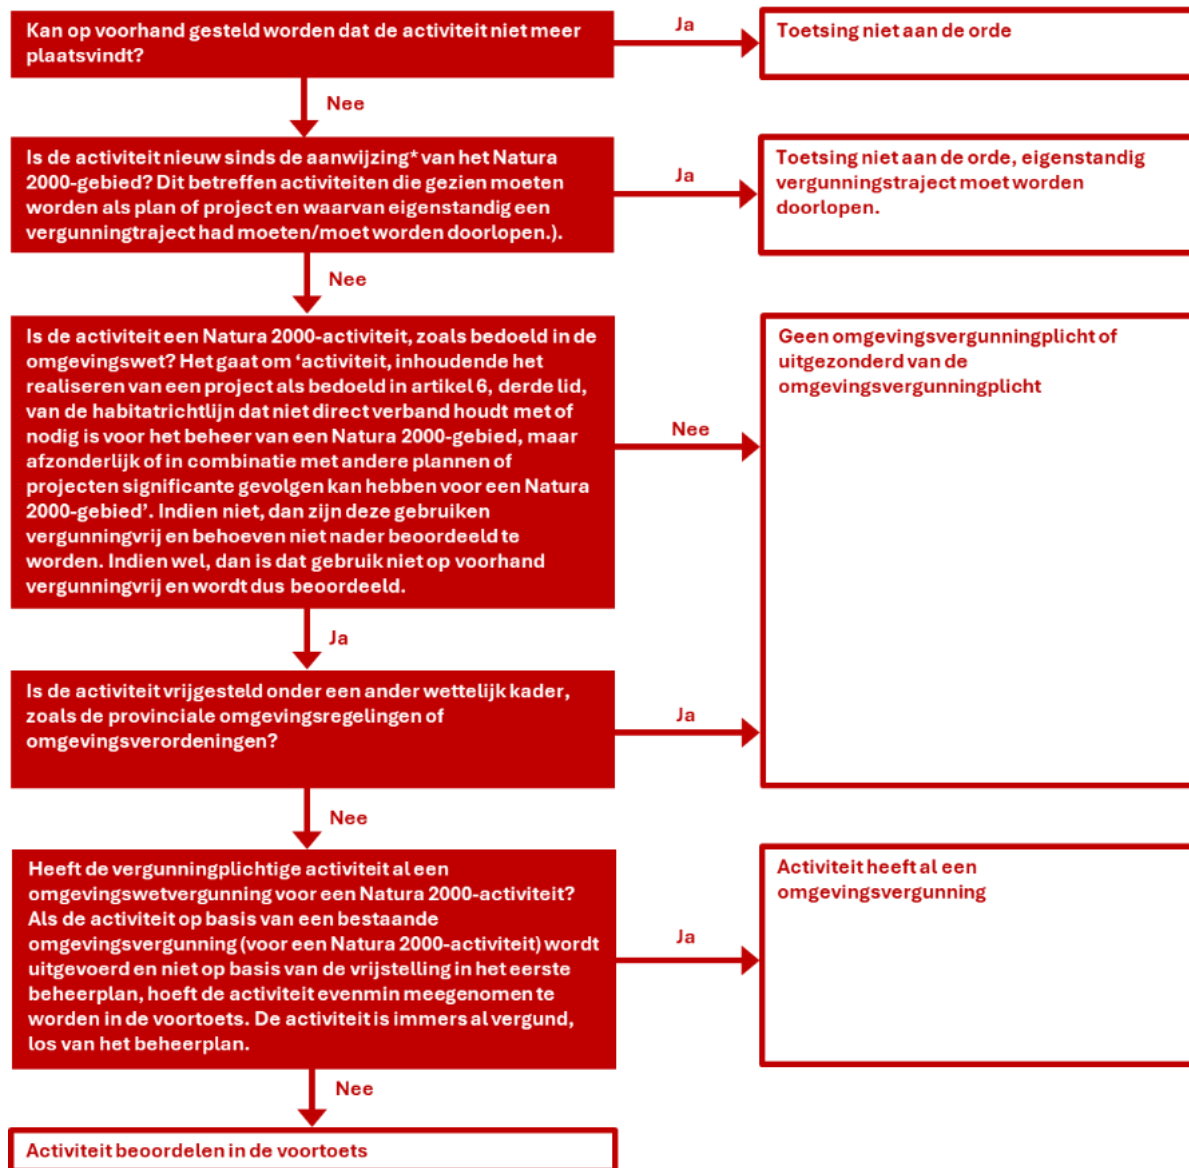 Kan op voorhand gesteld worden dat de activiteit niet meer
plaatsvindt?
Ja
Toetsing niet aan de orde
Nee
Is de activiteit nieuw sinds de aanwijzing* van het Natura
2000-gebied? Dit betreffen activiteiten die gezien moeten
worden als plan of project en waarvan eigenstandig een
vergunningtraject had moeten/moet worden doorlopen.).
Ja
Toetsing niet aan de orde, eigenstandig
vergunningstraject moet worden
doorlopen.
Nee
Is de activiteit een Natura 2000-activiteit, zoals bedoeld in de
omgevingswet? Het gaat om ‘activiteit, inhoudende het
realiseren van een project als bedoeld in artikel 6, derde lid,
van de habitatrichtlijn dat niet direct verband houdt met of
nodig is voor het beheer van een Natura 2000-gebied, maar
afzonderlijk of in combinatie met andere plannen of
projecten significante gevolgen kan hebben voor een Natura
2000-gebied’. Indien niet, dan zijn deze gebruiken
vergunningvrij en behoeven niet nader beoordeeld te
worden. Indien wel, dan is dat gebruik niet op voorhand
vergunningvrij en wordt dus beoordeeld.
Nee
Geen omgevingsvergunningplicht of
uitgezonderd van de
omgevingsvergunningplicht
Ja
Is de activiteit vrijgesteld onder een ander wettelijk kader,
zoals de provinciale omgevingsregelingen of
omgevingsverordeningen?
Ja
Nee
Heeft de vergunningplichtige activiteit al een
omgevingswetvergunning voor een Natura 2000-activiteit?
Als de activiteit op basis van een bestaande
omgevingsvergunning (voor een Natura 2000-activiteit) wordt
uitgevoerd en niet op basis van de vrijstelling in het eerste
beheerplan, hoeft de activiteit evenmin meegenomen te
worden in de voortoets. De activiteit is immers al vergund,
los van het beheerplan.
Ja
Activiteit heeft al een
omgevingsvergunning
Nee
Activiteit beoordelen in de voortoets